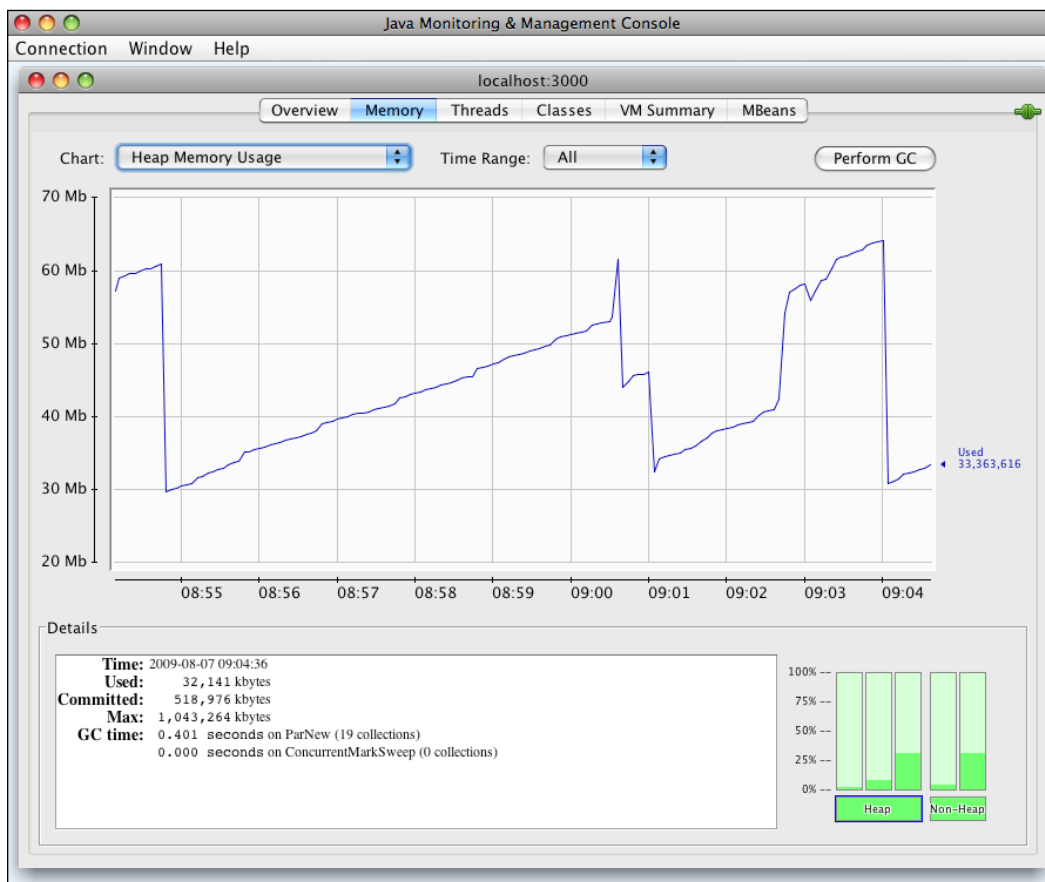 Java Monitoring & Management Console
Connection Window Help
localhost:3000
Overview Memory Threads Classes VM Summary MBeans
Chart: Heap Memory Usage Time Range: All Perform GC
70 Mb
60 Mb
50 Mb
40 Mb
30 Mb
20 Mb
Used
33,363,616
08:55 08:56 08:57 08:58 08:59 09:00 09:01 09:02 09:03 09:04
Details
Time: 2009-08-07 09:04:36
Used: 32,141 kbytes
Committed: 518,976 kbytes
Max: 1,043,264 kbytes
GC time: 0.401 seconds on ParNew (19 collections)
0.000 seconds on ConcurrentMarkSweep (0 collections)
100% --
75% --
50% --
25% --
0% --
Heap Non-Heap